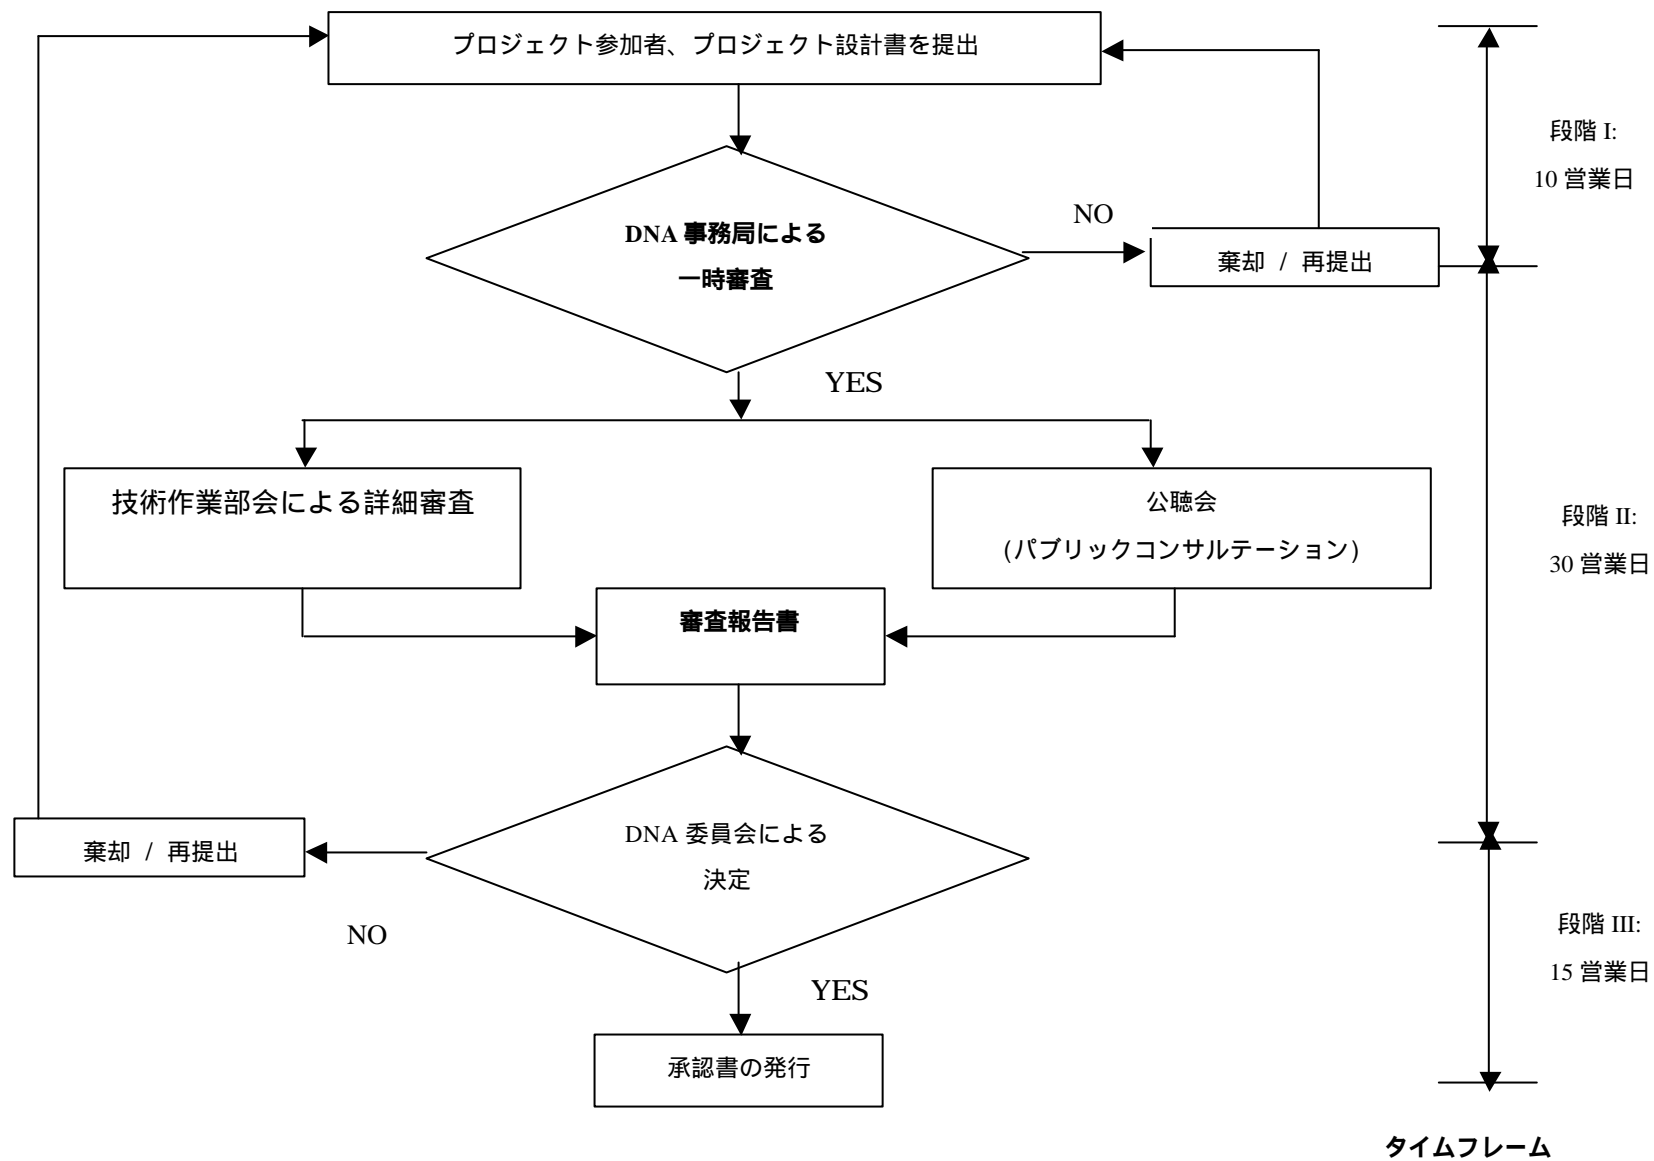 プロジェクト参加者、プロジェクト設計書を提出
段階 I:
10 営業日
DNA 事務局による
一時審査
NO
棄却 / 再提出
YES
技術作業部会による詳細審査
公聴会
(パブリックコンサルテーション)
段階 II:
30 営業日
審査報告書
DNA 委員会による
決定
棄却 / 再提出
NO
YES
段階 III:
15 営業日
承認書の発行
タイムフレーム